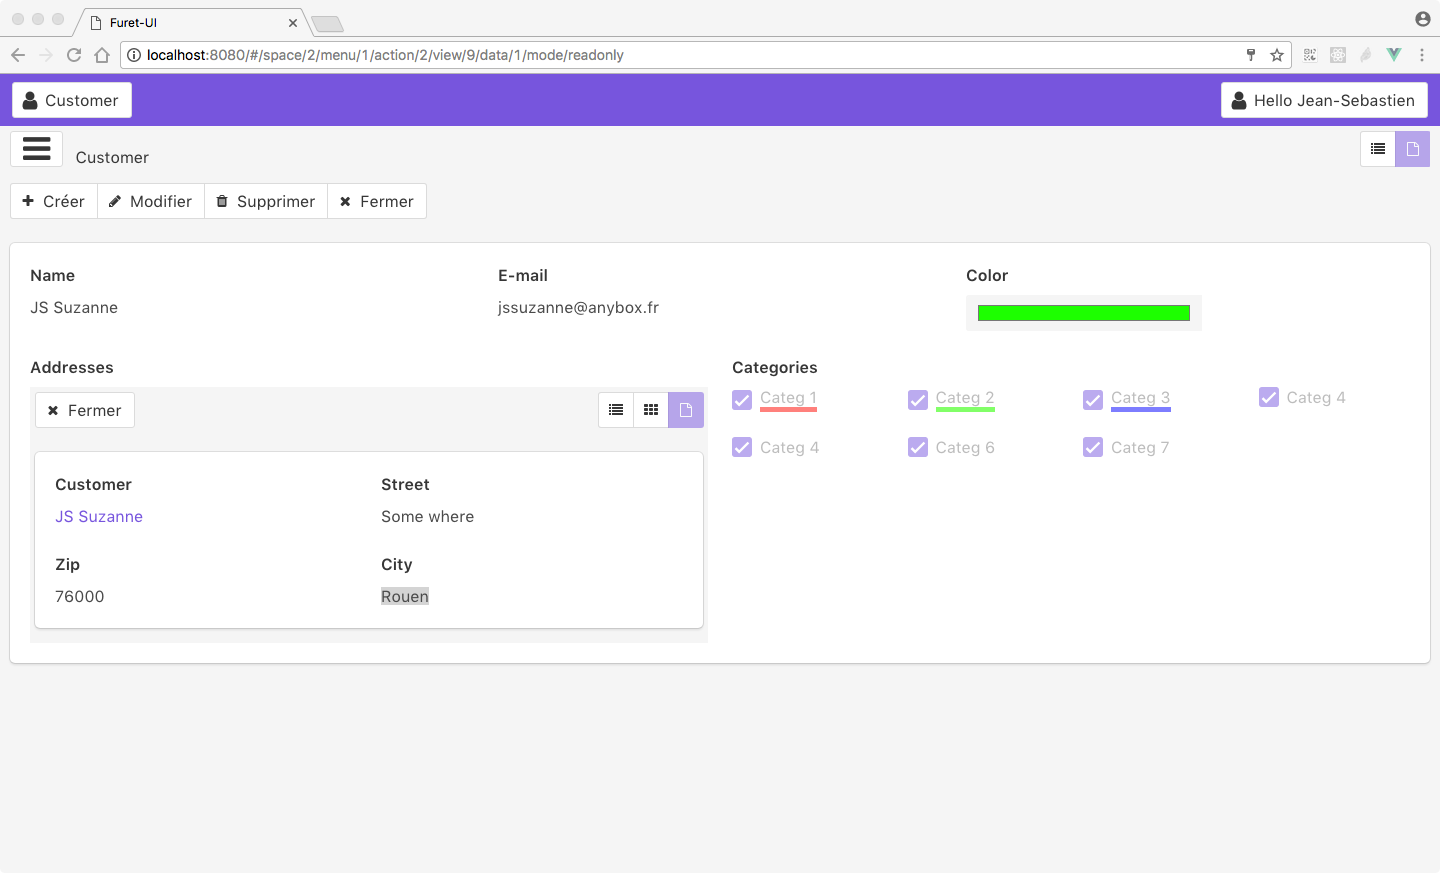 Furet-UI
localhost:8080/#/space/2/menu/1/action/2/view/9/data/1/mode/readonly
Customer
Hello Jean-Sebastien
Customer
Créer
Modifier
Supprimer
Fermer
Name
E-mail
Color
JS Suzanne
jssuzanne@anybox.fr
Addresses
Categories
Fermer
Categ 1
Categ 2
Categ 3
Categ 4
Categ 4
Categ 6
Categ 7
Customer
Street
JS Suzanne
Some where
Zip
City
76000
Rouen